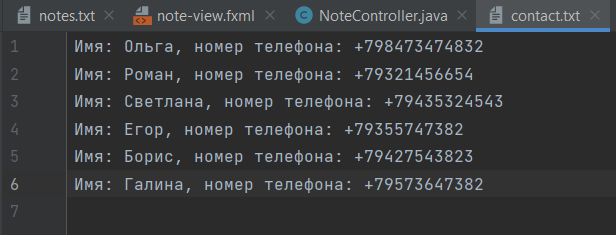 notes.txt note-view.fxml NoteController.java contact.txt
1 Имя: Ольга, номер телефона: +798473474832
2 Имя: Роман, номер телефона: +79321456654
3 Имя: Светлана, номер телефона: +79435324543
4 Имя: Егор, номер телефона: +79355747382
5 Имя: Борис, номер телефона: +79427543823
6 Имя: Галина, номер телефона: +79573647382
7